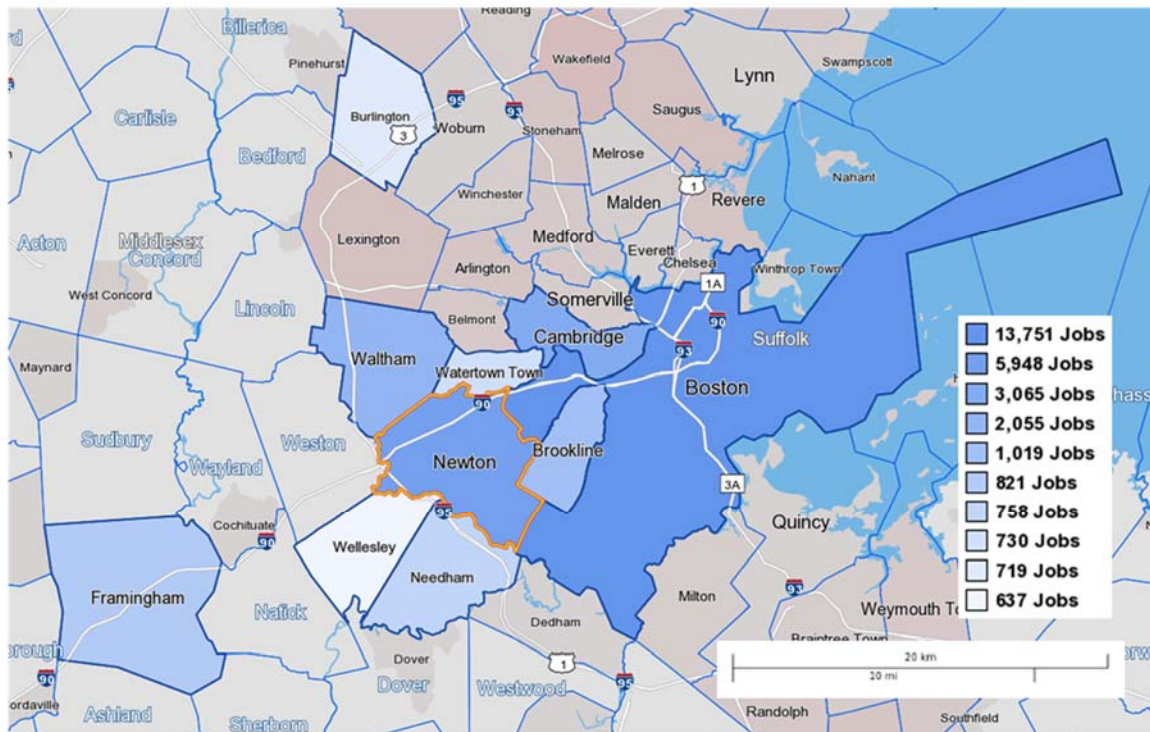 Billerica
Reading
Pinehurst
Wakefield
Lynn
Swampscott
95
93
Saugus
Carlisle
Burlington
3
Woburn
Stoneham
Bedford
Melrose
Nahant
Winchester
1
Malden
Revere
Acton
Middlesex
Concord
Lexington
Medford
Everett
Chelsea
Winthrop Town
West Concord
Arlington
1A
Lincoln
Somerville
Belmont
90
Cambridge
Suffolk
93
Maynard
Waltham
Watertown Town
Boston
90
Sudbury
Weston
Newton
Brookline
Wayland
3A
95
Cochituate
90
Quincy
Wellesley
Needham
Framingham
Natick
93
Milton
Weymouth
Dedham
Braintree Town
Dover
1
90
Dover
Westwood
95
Ashland
Sherborn
Randolph
Southfield
13,751 Jobs
5,948 Jobs
3,065 Jobs
2,055 Jobs
1,019 Jobs
821 Jobs
758 Jobs
730 Jobs
719 Jobs
637 Jobs
20 km
10 mi